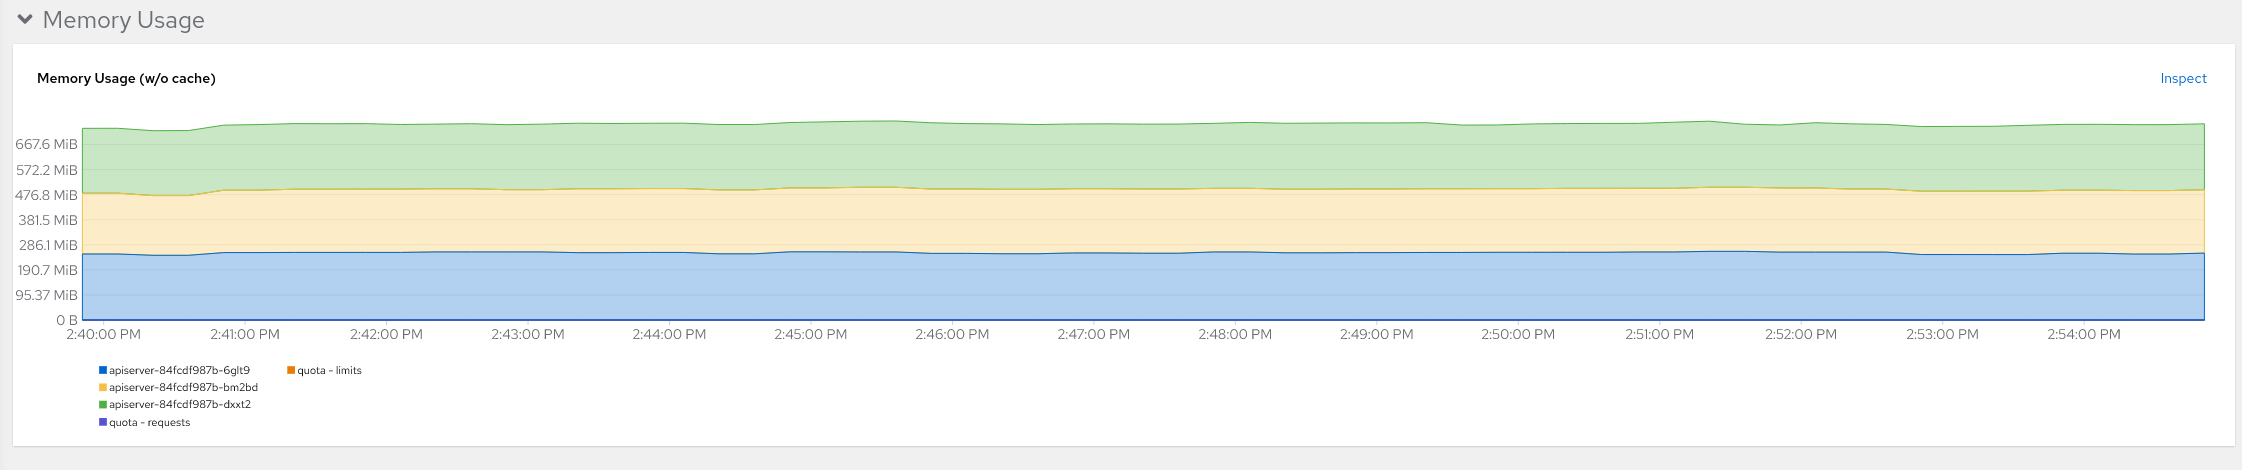 Memory Usage
Memory Usage (w/o cache)
Inspect
667.6 MiB
572.2 MiB
476.8 MiB
381.5 MiB
286.1 MiB
190.7 MiB
95.37 MiB
0 B
2:40:00 PM 2:41:00 PM 2:42:00 PM 2:43:00 PM 2:44:00 PM 2:45:00 PM 2:46:00 PM 2:47:00 PM 2:48:00 PM 2:49:00 PM 2:50:00 PM 2:51:00 PM 2:52:00 PM 2:53:00 PM 2:54:00 PM
apiserver-84fcdf987b-6glt9 quota - limits
apiserver-84fcdf987b-bm2bd
apiserver-84fcdf987b-dxxt2
quota - requests